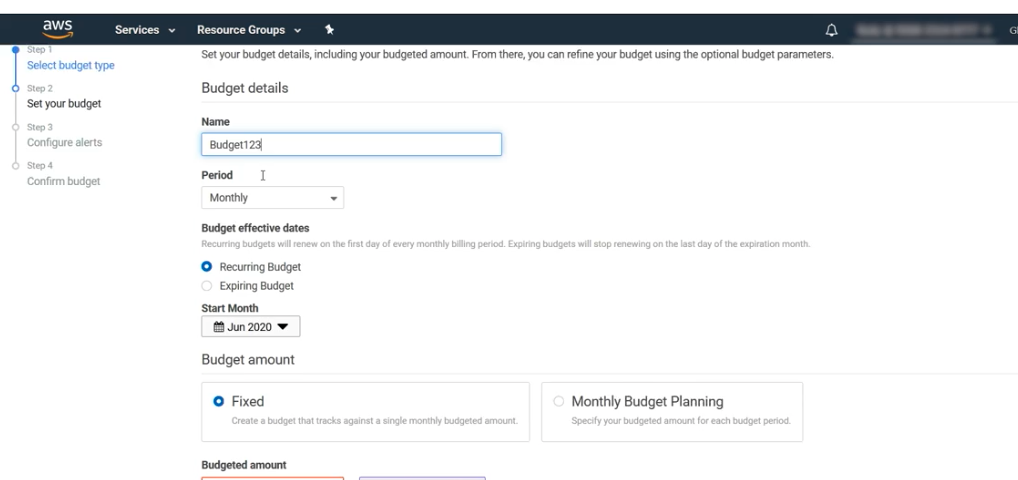 aws
Services
Resource Groups
Step 1
Select budget type
Step 2
Set your budget
Step 3
Configure alerts
Step 4
Confirm budget
Set your budget details, including your budgeted amount. From there, you can refine your budget using the optional budget parameters.
Budget details
Name
Budget123
Period
Monthly
Budget effective dates
Recurring budgets will renew on the first day of every monthly billing period. Expiring budgets will stop renewing on the last day of the expiration month.
Recurring Budget
Expiring Budget
Start Month
Jun 2020
Budget amount
Fixed
Create a budget that tracks against a single monthly budgeted amount.
Monthly Budget Planning
Specify your budgeted amount for each budget period.
Budgeted amount